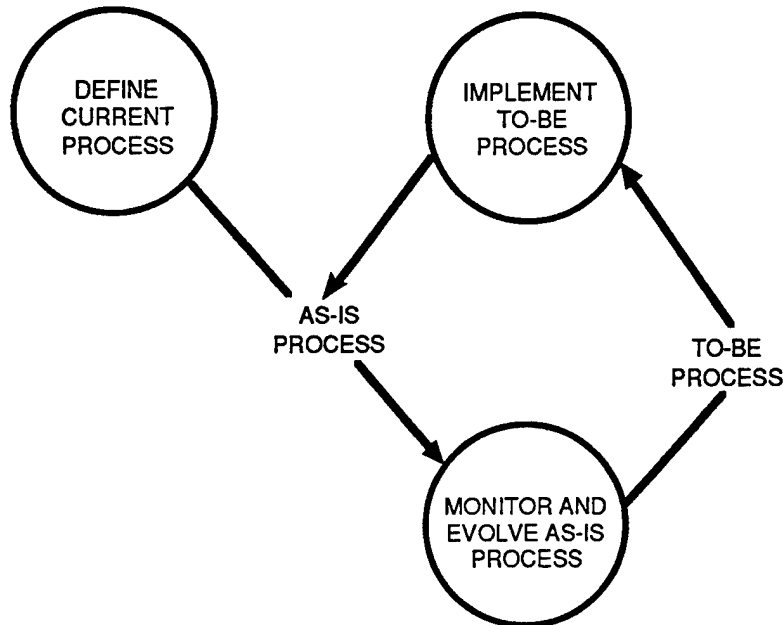 DEFINE
CURRENT
PROCESS
IMPLEMENT
TO-BE
PROCESS
AS-IS
PROCESS
TO-BE
PROCESS
MONITOR AND
EVOLVE AS-IS
PROCESS